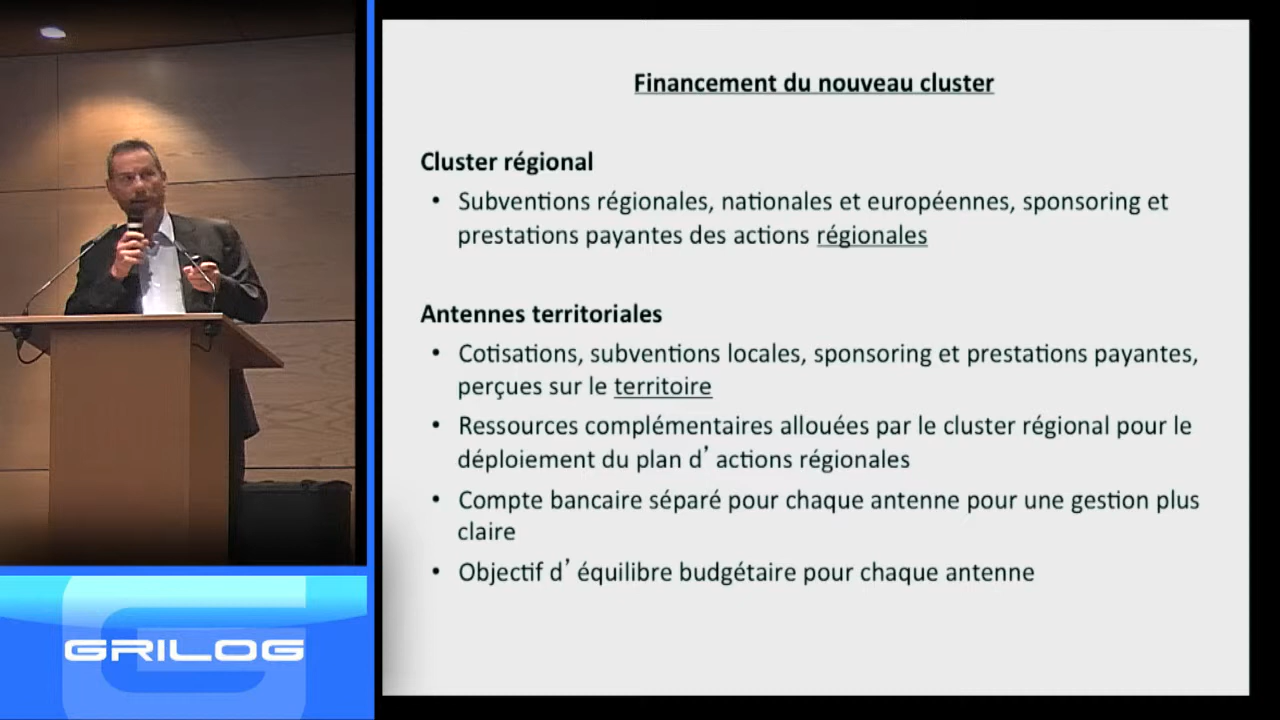 Financement du nouveau cluster
Cluster régional
• Subventions régionales, nationales et européennes, sponsoring et
prestations payantes des actions régionales
Antennes territoriales
• Cotisations, subventions locales, sponsoring et prestations payantes,
perçues sur le territoire
• Ressources complémentaires allouées par le cluster régional pour le
déploiement du plan d’ actions régionales
• Compte bancaire séparé pour chaque antenne pour une gestion plus
claire
• Objectif d’ équilibre budgétaire pour chaque antenne
GRILOG